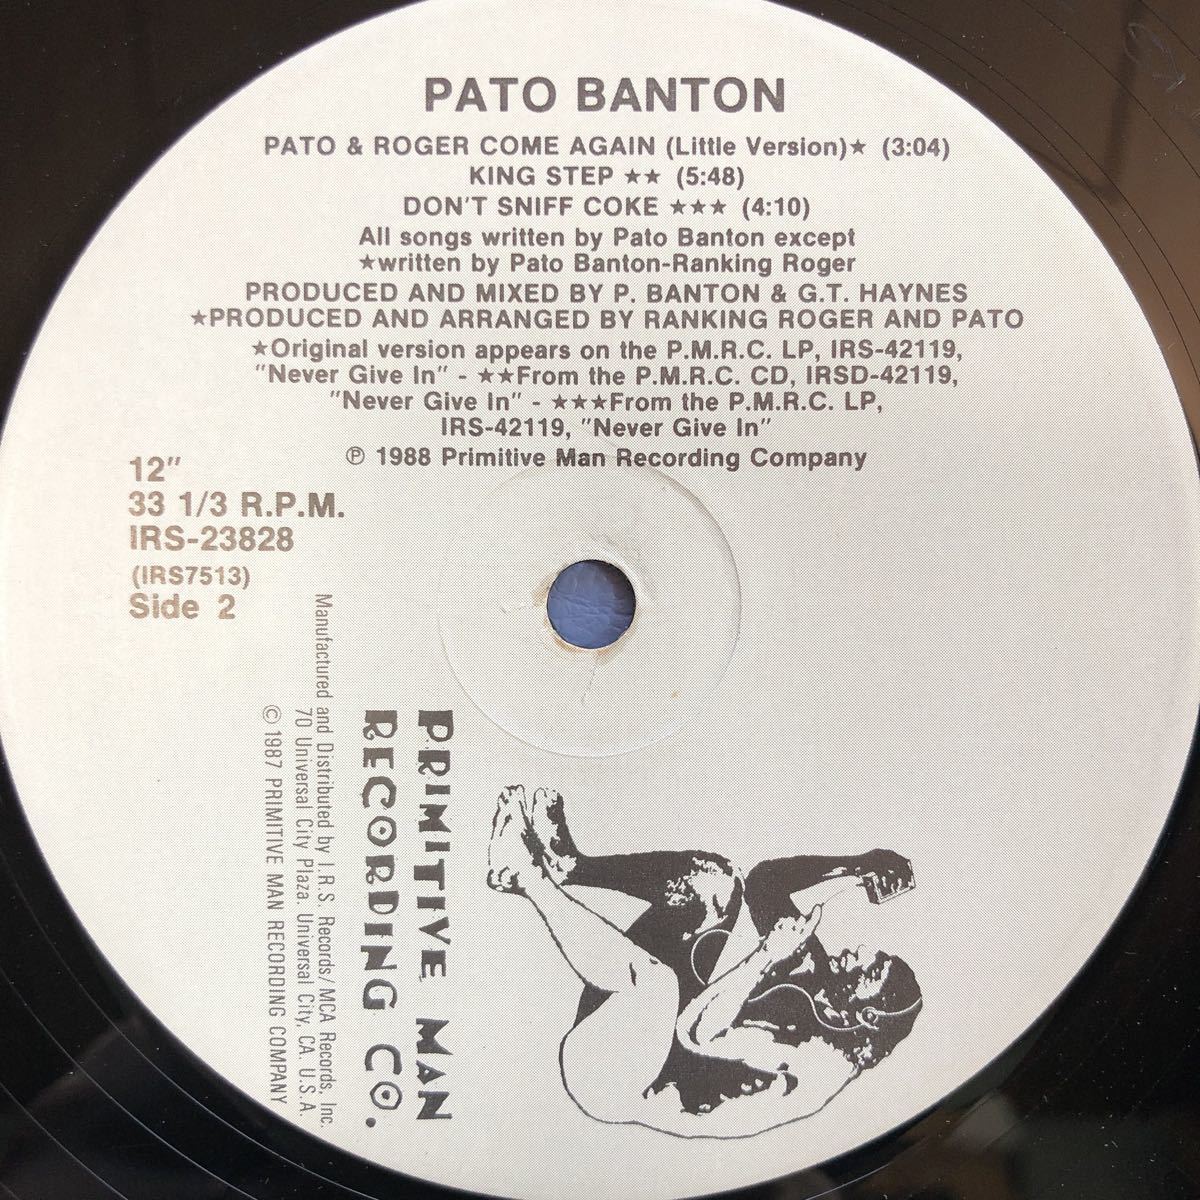 PATO BANTON
PATO & ROGER COME AGAIN (Little Version)★ (3:04)
KING STEP ★★ (5:48)
DON'T SNIFF COKE ★★★ (4:10)
All songs written by Pato Banton except
★written by Pato Banton-Ranking Roger
PRODUCED AND MIXED BY P. BANTON & G.T. HAYNES
★PRODUCED AND ARRANGED BY RANKING ROGER AND PATO
★Original version appears on the P.M.R.C. LP, IRS-42119,
"Never Give In" - ★★From the P.M.R.C. CD, IRSD-42119,
"Never Give In" - ★★★From the P.M.R.C. LP,
IRS-42119, "Never Give In"
℗ 1988 Primitive Man Recording Company
12"
33 1/3 R.P.M.
IRS-23828
(IRS7513)
Side 2
PRIMITIVE MAN
RECORDING CO.
Manufactured and Distributed by I.R.S. Records/MCA Records, Inc.
70 Universal City Plaza. Universal City, CA. U.S.A.
© 1987 PRIMITIVE MAN RECORDING COMPANY